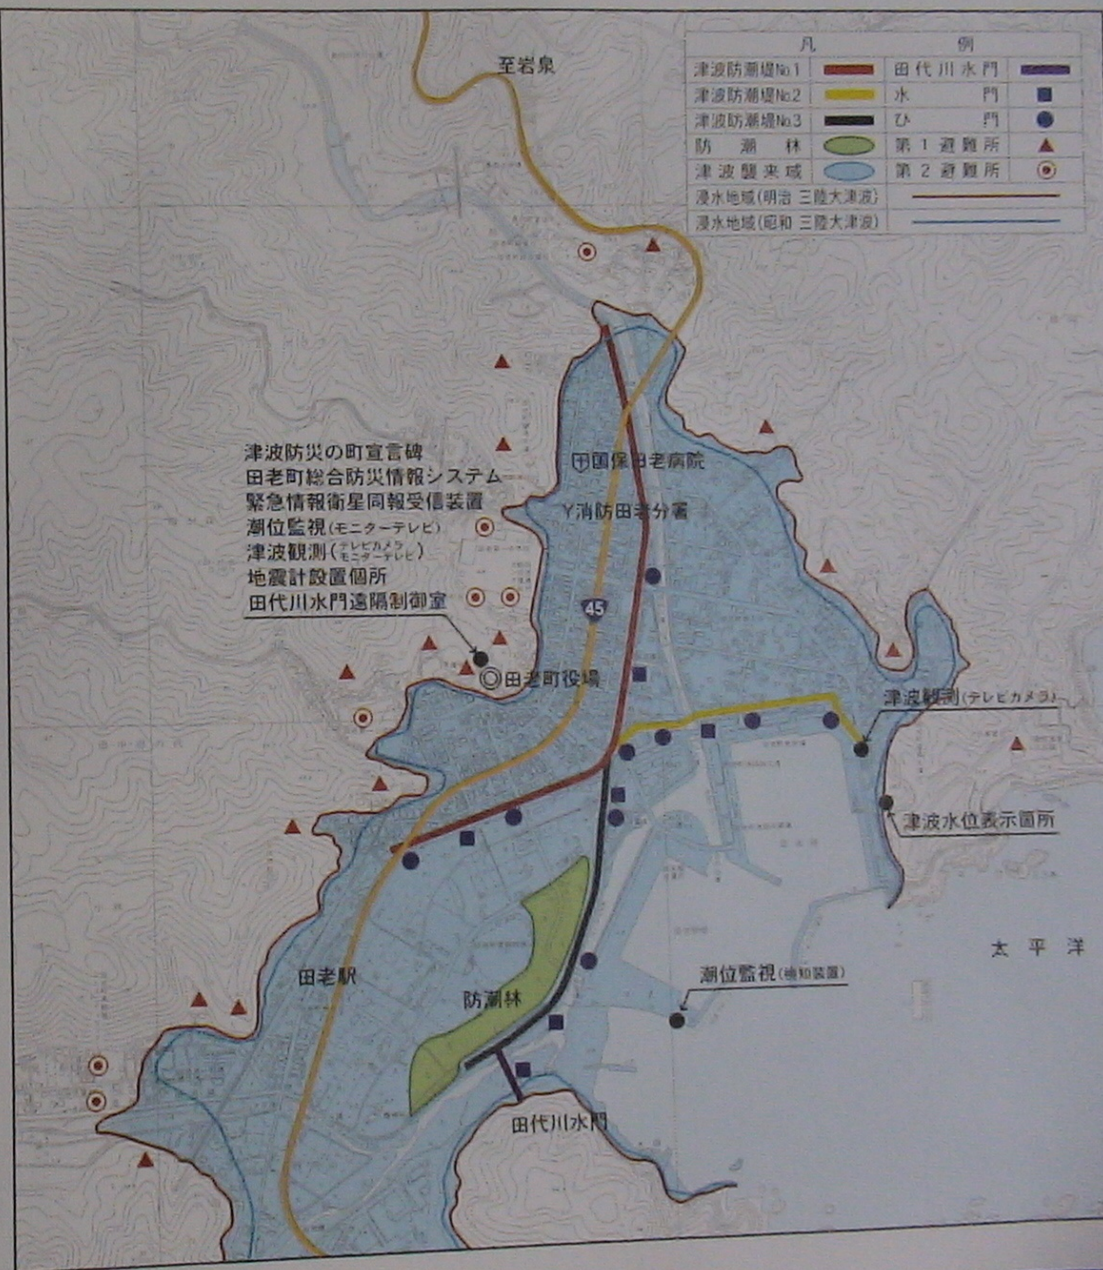 至岩泉
凡 例
津波防潮堤No.1 田代川水門
津波防潮堤No.2 水門
津波防潮堤No.3 ひ門
防潮林 第1避難所
津波襲来域 第2避難所
浸水地域(明治 三陸大津波)
浸水地域(昭和 三陸大津波)
国保田老病院
Y消防田老分署
津波防災の町宣言碑
田老町総合防災情報システム
緊急情報衛星同報受信装置
潮位監視(モニターテレビ)
津波観測(テレビカメラ モニターテレビ)
地震計設置個所
田代川水門遠隔制御室
45
田老町役場
津波観測(テレビカメラ)
津波水位表示箇所
太平洋
田老駅
防潮林
潮位監視(検知装置)
田代川水門